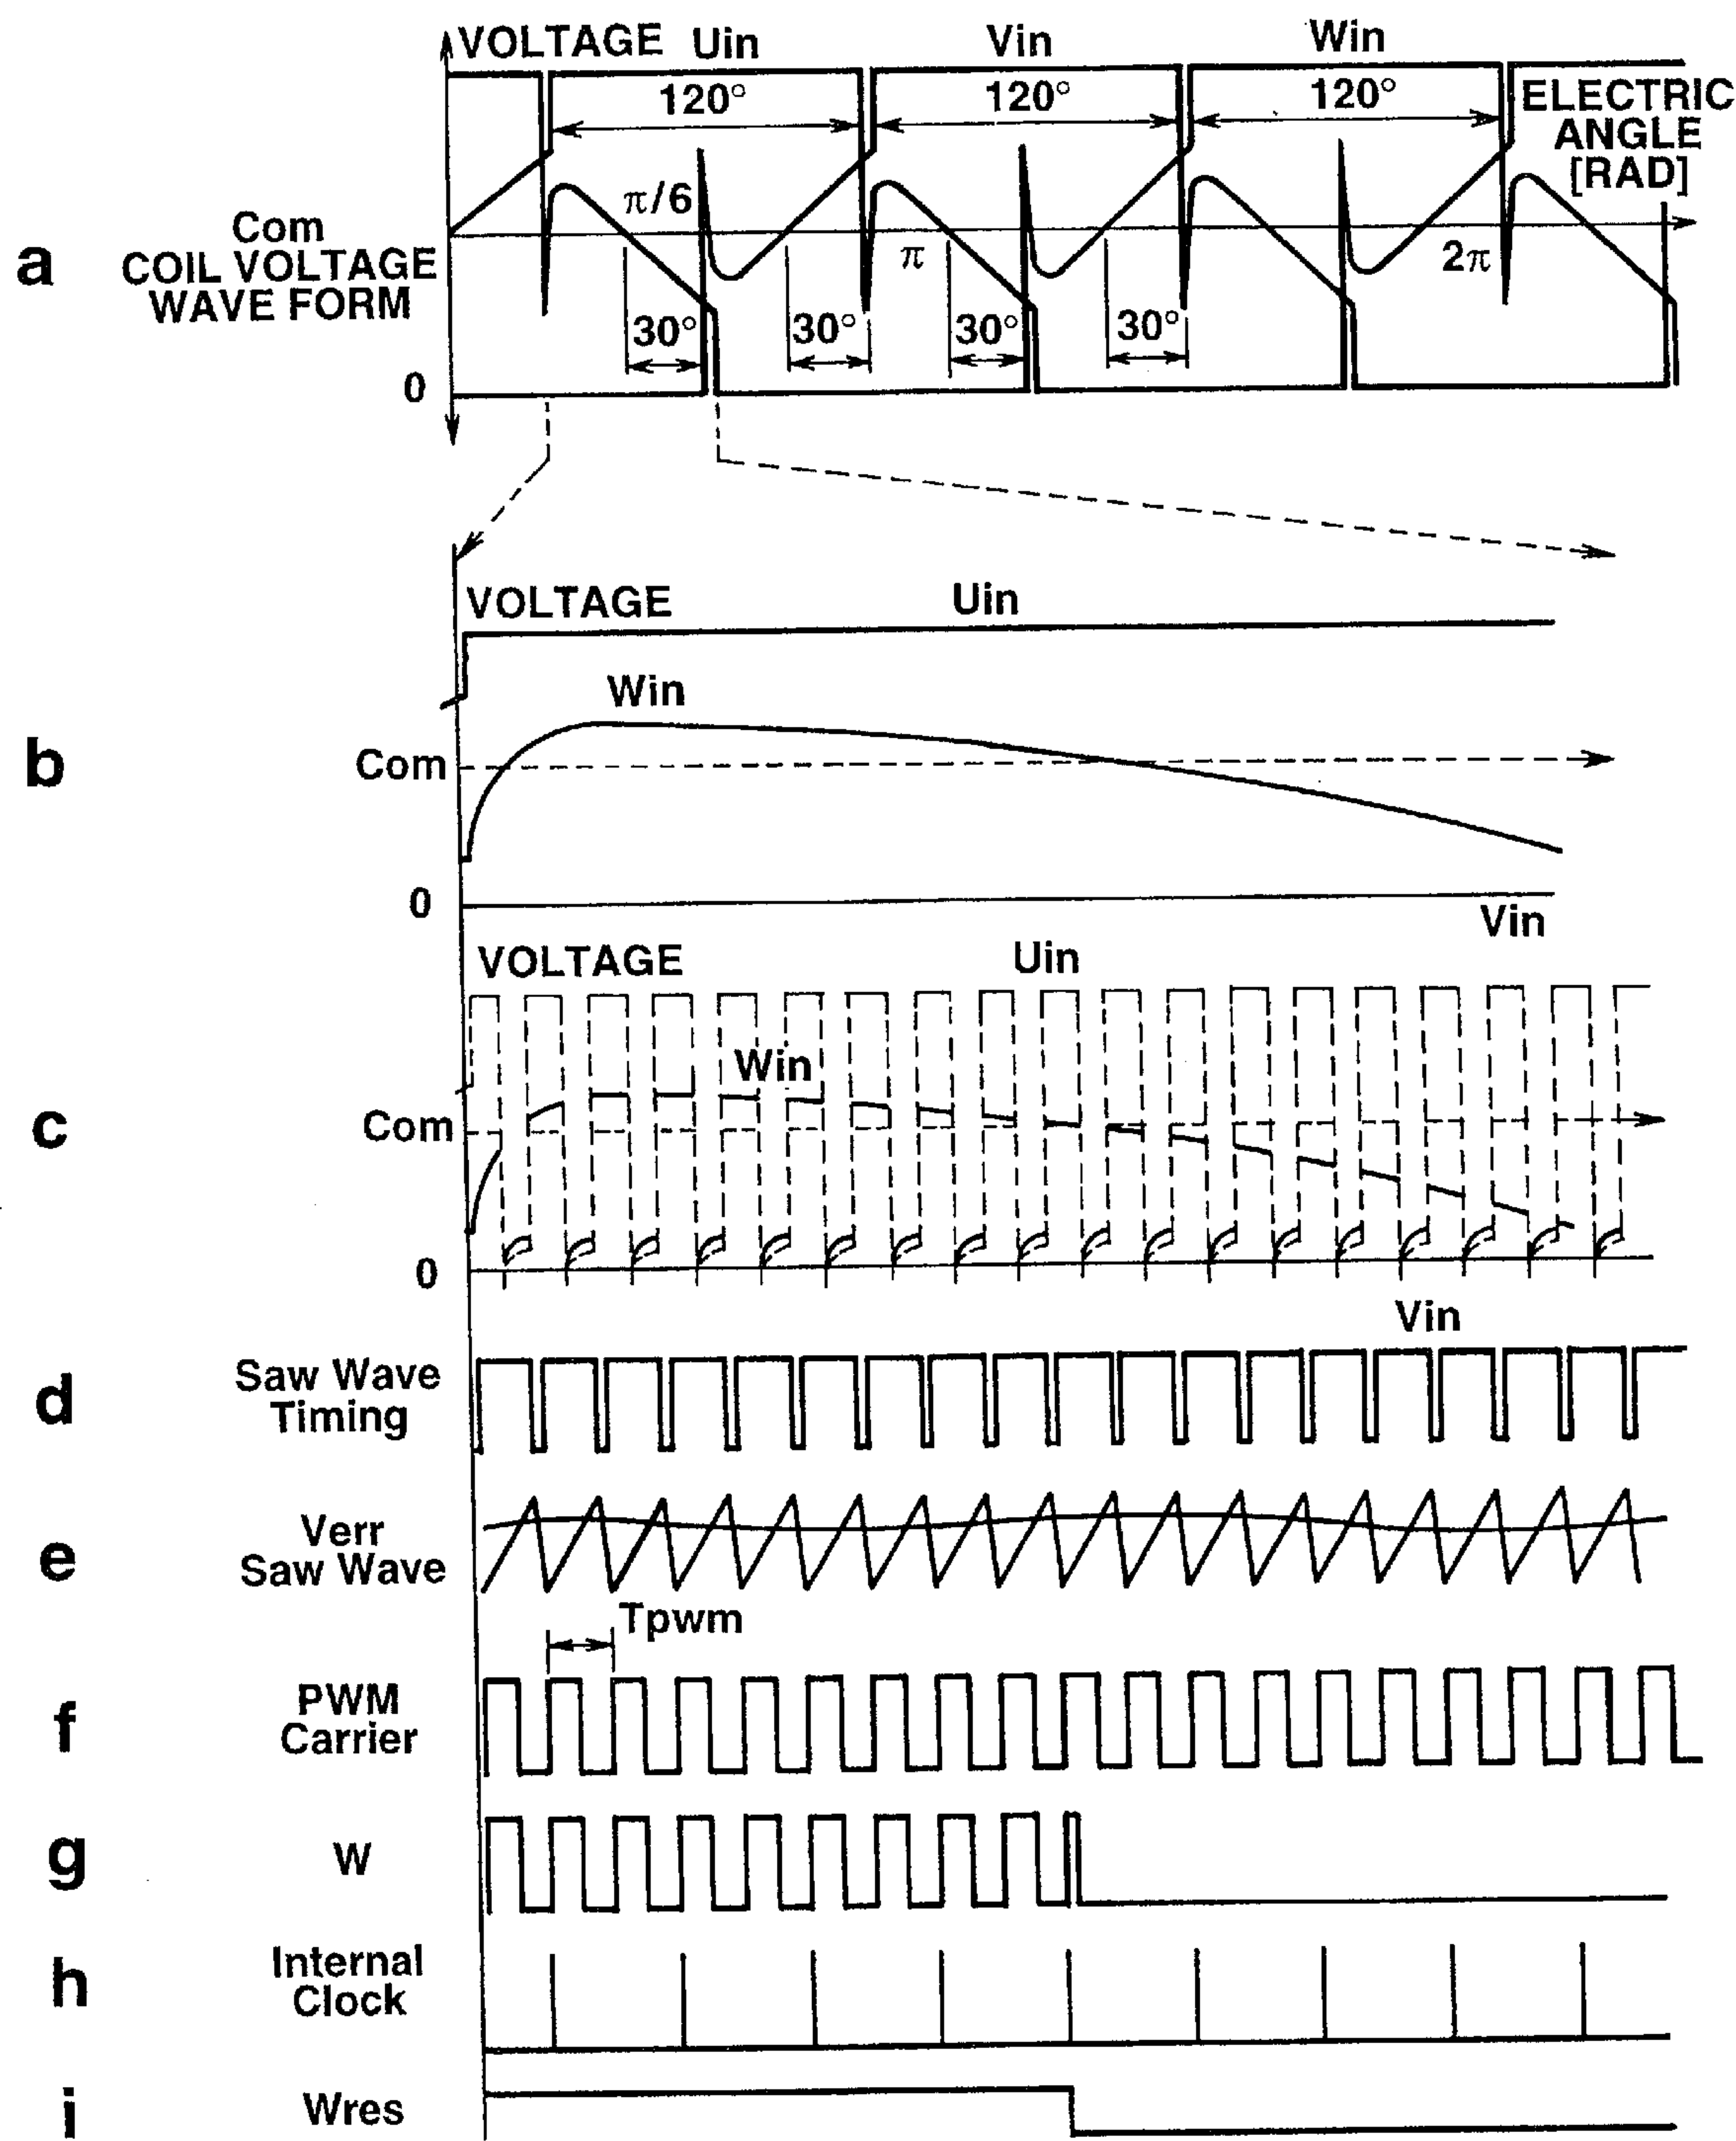 VOLTAGE Uin Vin Win
120° 120° 120° ELECTRIC
ANGLE
[RAD]
π/6
Com
a COIL VOLTAGE π 2π
WAVE FORM
30° 30° 30° 30°
0
VOLTAGE Uin
Win
b Com
0
Vin
VOLTAGE Uin
Win
c Com
0
Vin
d Saw Wave
Timing
e Verr
Saw Wave
Tpwm
f PWM
Carrier
g W
h Internal
Clock
i Wres